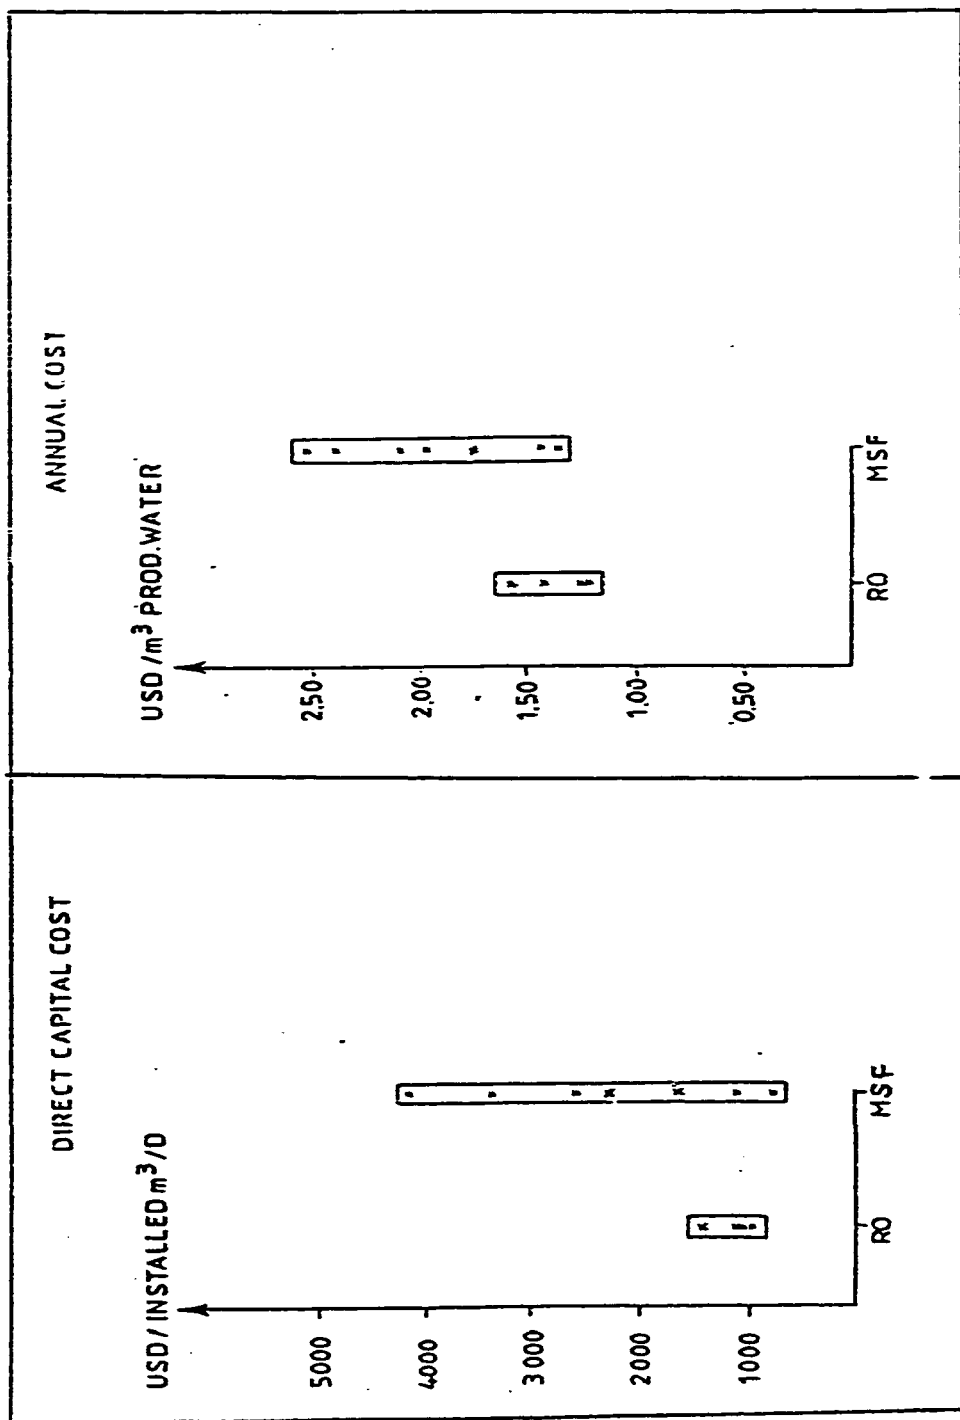 DIRECT CAPITAL COST
USD/INSTALLED m³/D
5000
4000
3000
2000
1000
RO
MSF
ANNUAL COST
USD/m³ PROD.WATER
2.50
2.00
1.50
1.00
0.50
RO
MSF